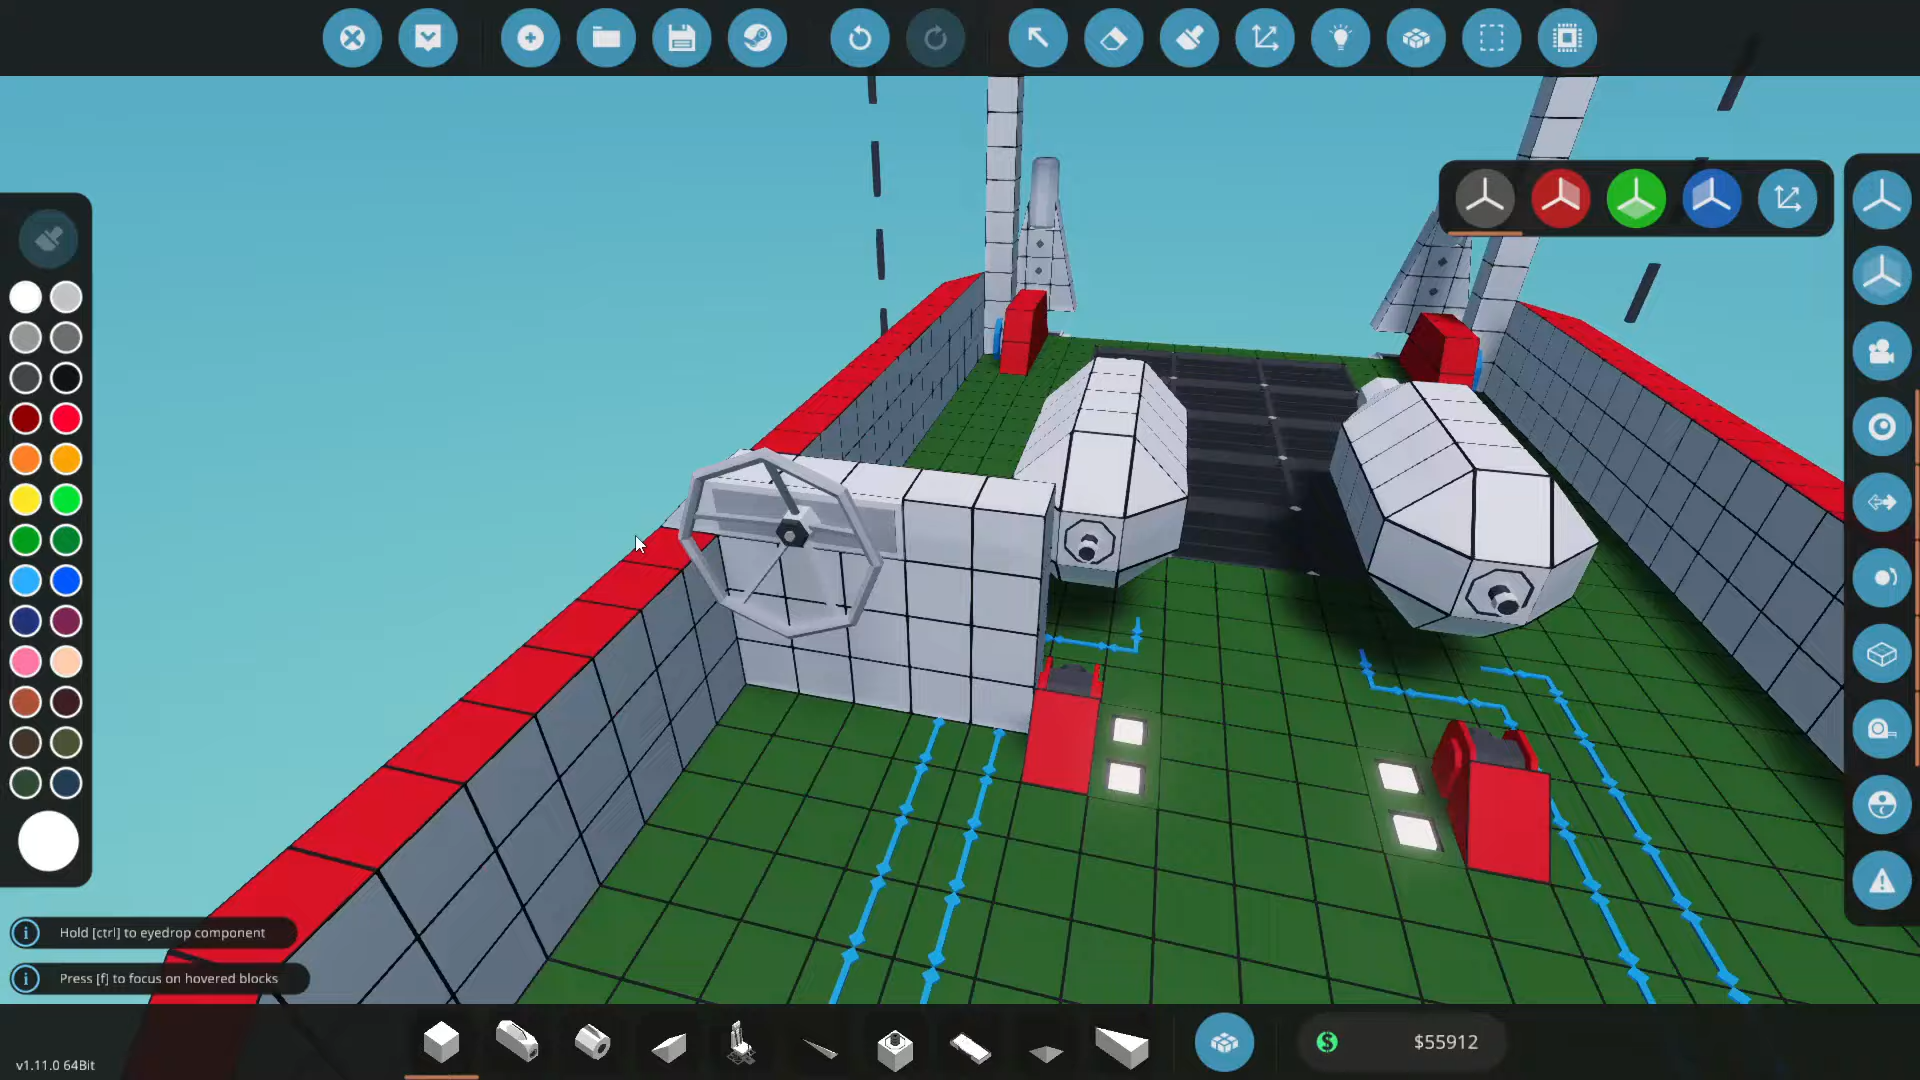 Hold [ctrl] to eyedrop component
Press [f] to focus on hovered blocks
$55912
v1.11.0 64Bit